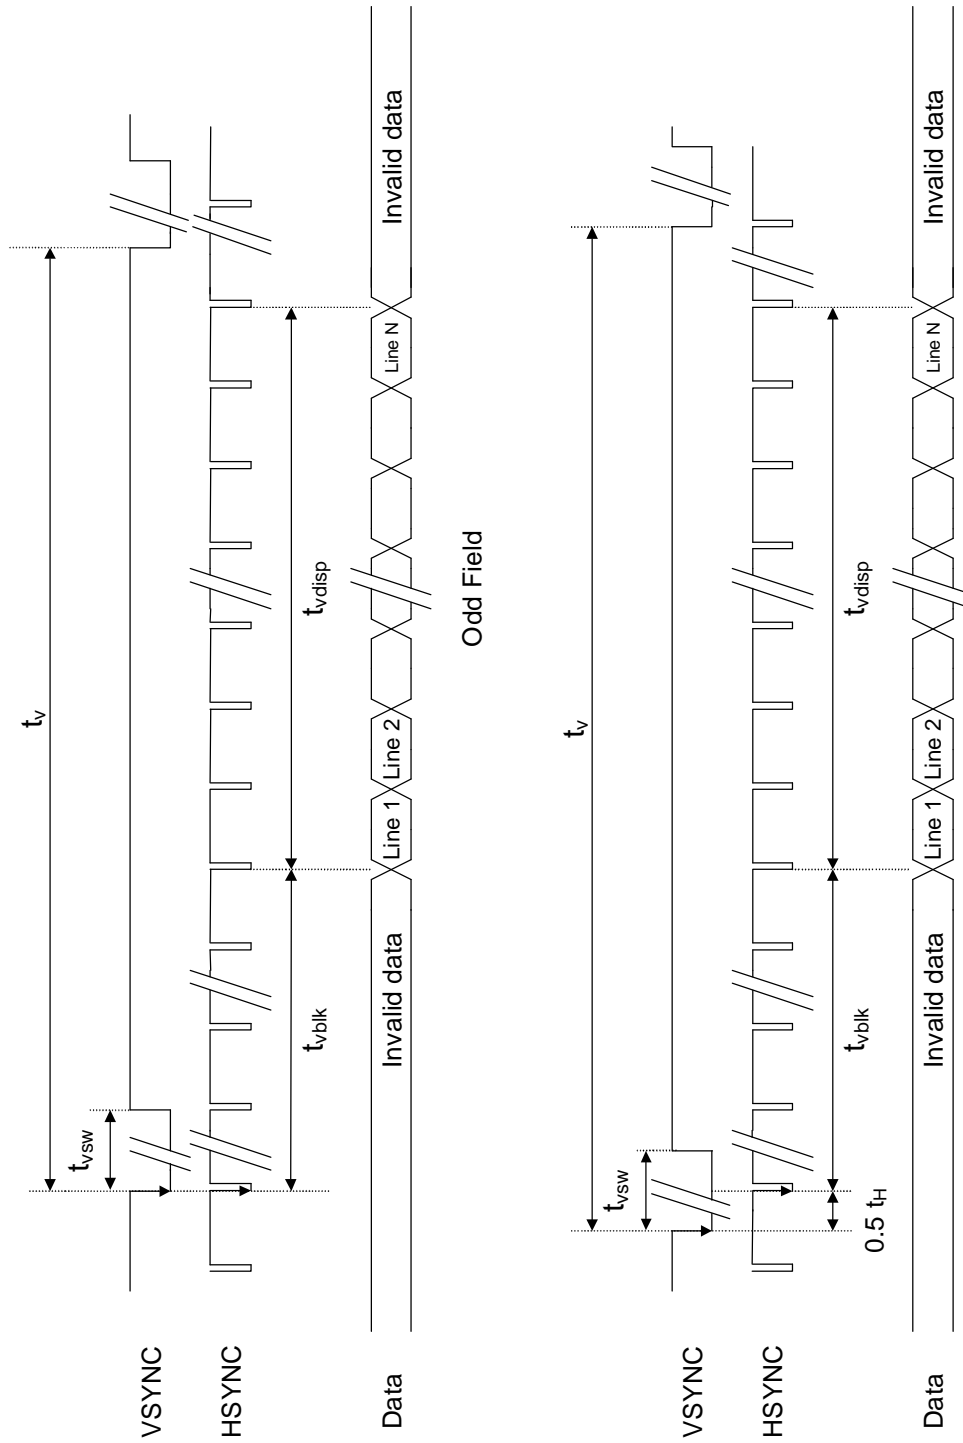 t_v
t_vsw
VSYNC
HSYNC
t_vblk
t_vdisp
Data
Invalid data
Line 1
Line 2
Line N
Invalid data
Odd Field
t_v
t_vsw
VSYNC
HSYNC
0.5 t_H
t_vblk
t_vdisp
Data
Invalid data
Line 1
Line 2
Line N
Invalid data